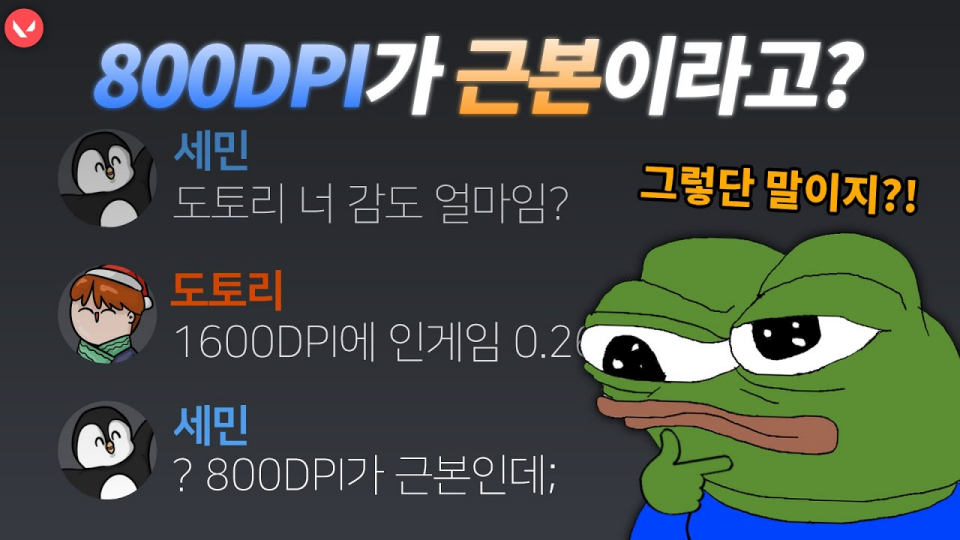 800DPI가 근본이라고?
세민
도토리 너 감도 얼마임?
그렇단 말이지?!
도토리
1600DPI에 인게임
세민
? 800DPI가 근본인데;